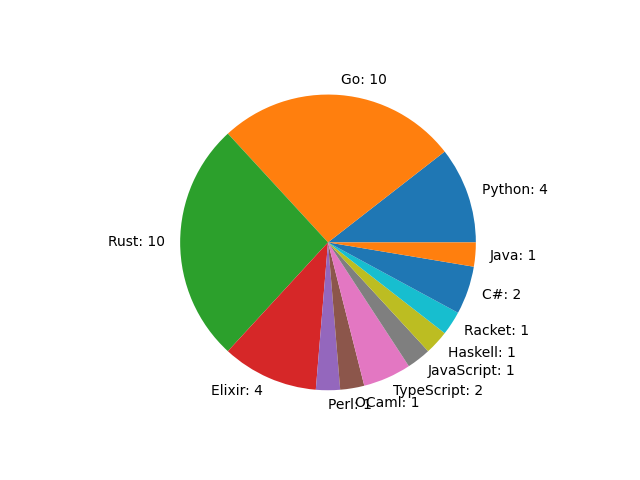 Go: 10
Python: 4
Rust: 10
Java: 1
C#: 2
Racket: 1
Haskell: 1
JavaScript: 1
Elixir: 4
TypeScript: 2
OCaml: 1
Perl: 1